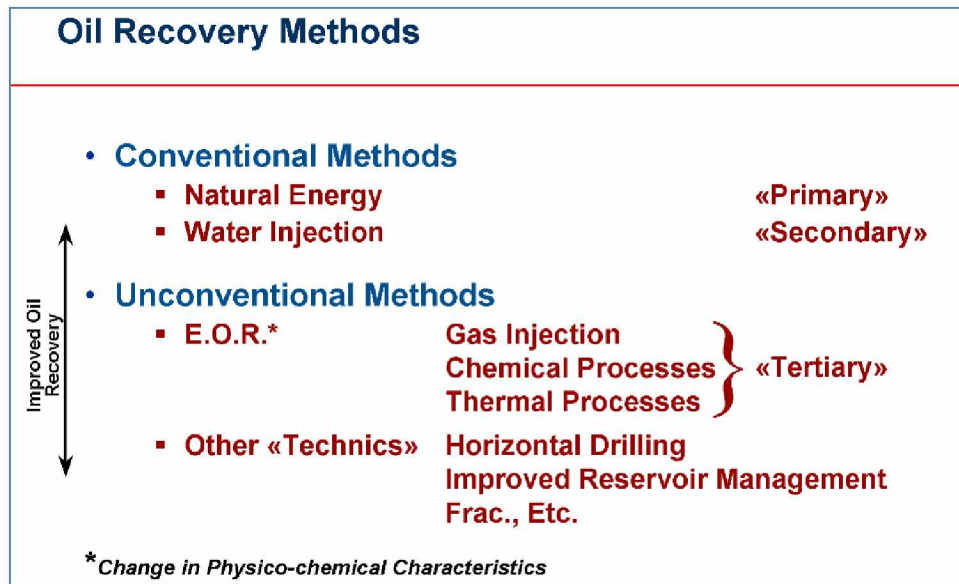 Oil Recovery Methods
• Conventional Methods
▪ Natural Energy «Primary»
▪ Water Injection «Secondary»
Improved Oil
Recovery
• Unconventional Methods
▪ E.O.R.* Gas Injection
Chemical Processes «Tertiary»
Thermal Processes
▪ Other «Technics» Horizontal Drilling
Improved Reservoir Management
Frac., Etc.
*Change in Physico-chemical Characteristics